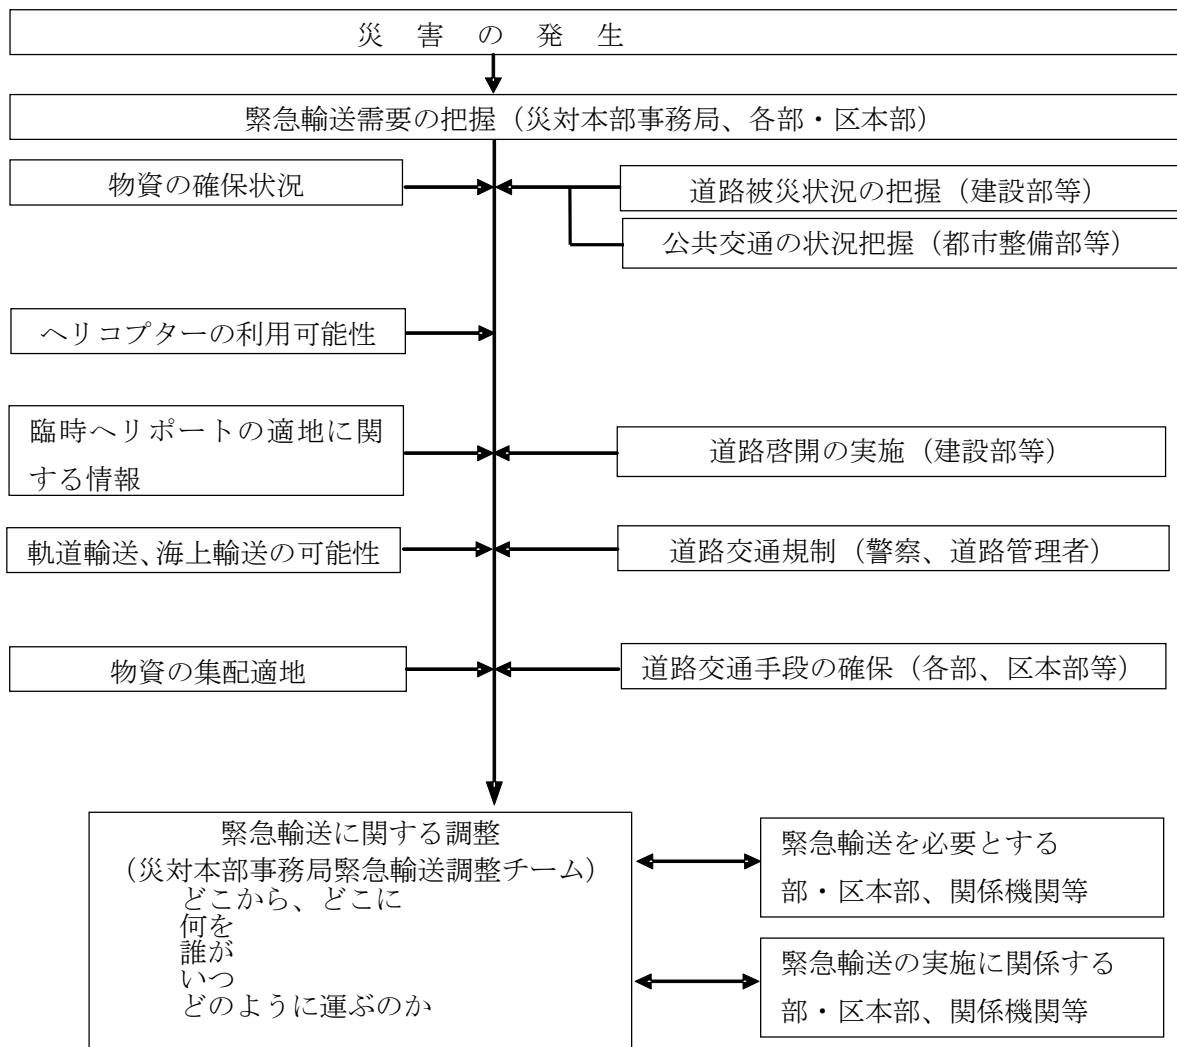 災害の発生
緊急輸送需要の把握（災対本部事務局、各部・区本部）
物資の確保状況
道路被災状況の把握（建設部等）
公共交通の状況把握（都市整備部等）
ヘリコプターの利用可能性
臨時ヘリポートの適地に関
する情報
道路啓開の実施（建設部等）
軌道輸送、海上輸送の可能性
道路交通規制（警察、道路管理者）
物資の集配適地
道路交通手段の確保（各部、区本部等）
緊急輸送に関する調整
（災対本部事務局緊急輸送調整チーム）
どこから、どこに
何を
誰が
いつ
どのように運ぶのか
緊急輸送を必要とする
部・区本部、関係機関等
緊急輸送の実施に関係する
部・区本部、関係機関等